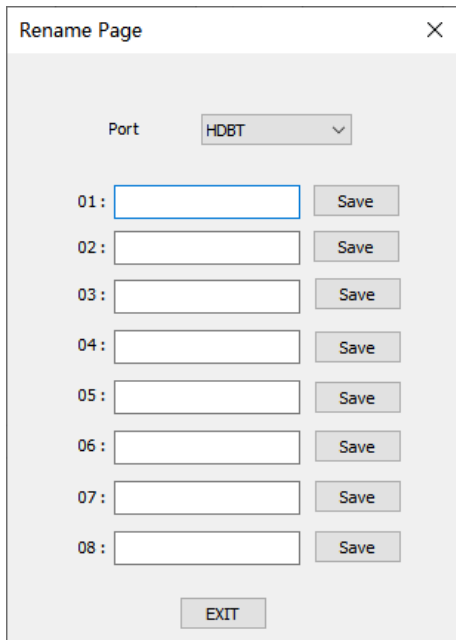 Rename Page
Port HDBT
01: Save
02: Save
03: Save
04: Save
05: Save
06: Save
07: Save
08: Save
EXIT